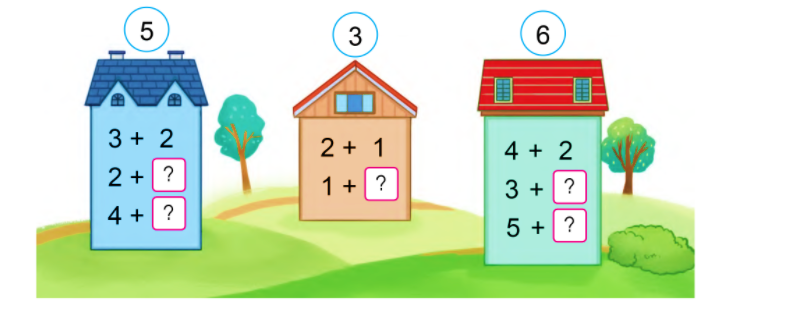 5
3 + 2
2 + ?
4 + ?
3
2 + 1
1 + ?
6
4 + 2
3 + ?
5 + ?